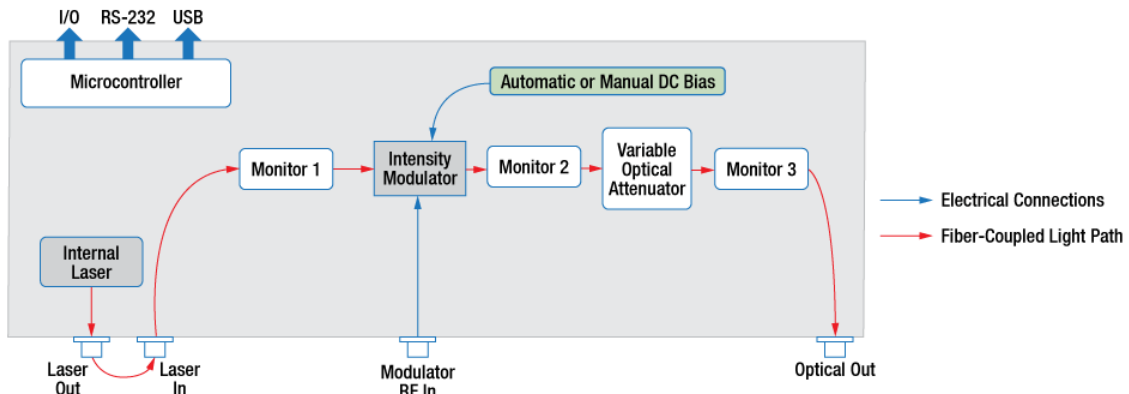 I/O RS-232 USB
Microcontroller
Automatic or Manual DC Bias
Monitor 1
Intensity
Modulator
Monitor 2
Variable
Optical
Attenuator
Monitor 3
Electrical Connections
Fiber-Coupled Light Path
Internal
Laser
Laser
Out
Laser
In
Modulator
RF In
Optical Out